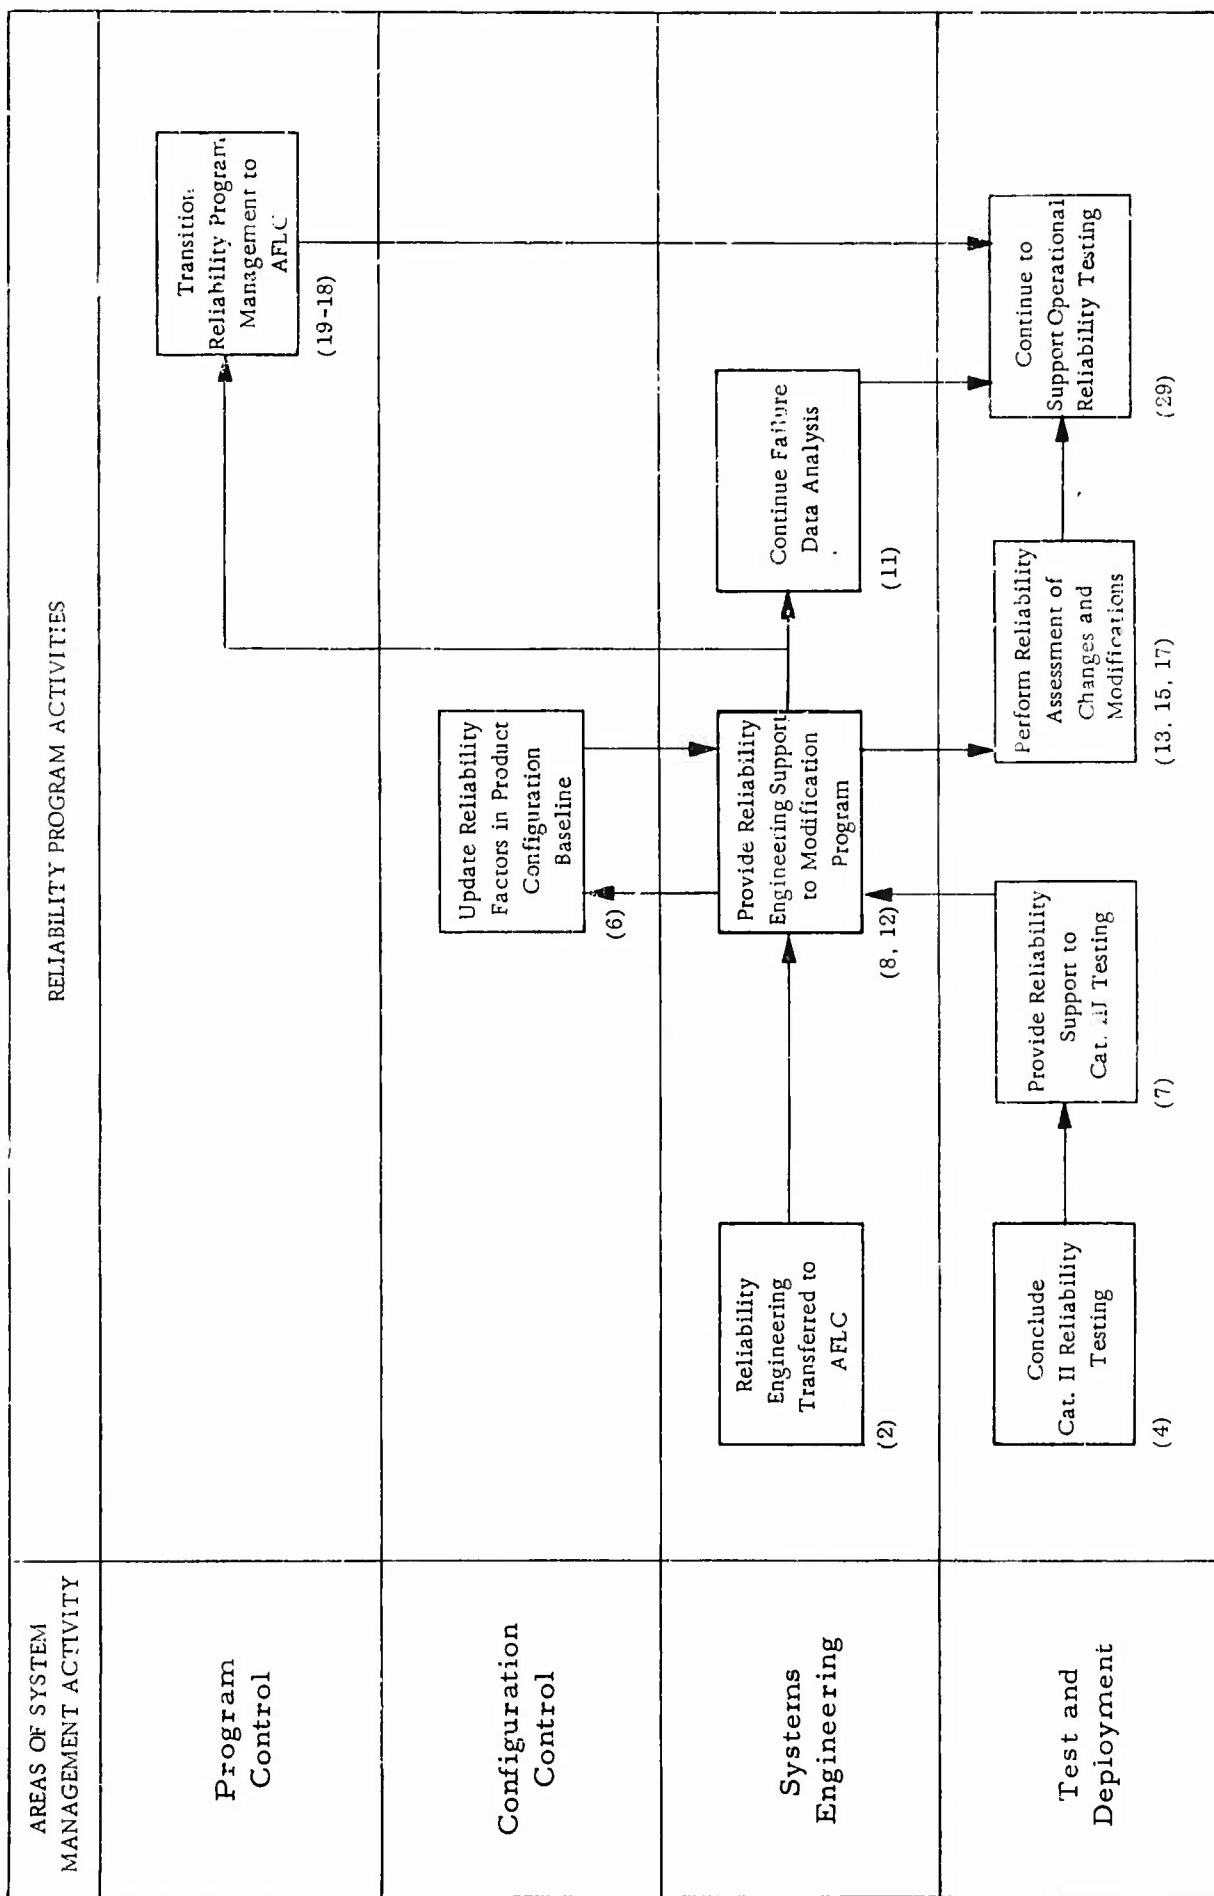 AREAS OF SYSTEM
MANAGEMENT ACTIVITY
RELIABILITY PROGRAM ACTIVITIES
Program
Control
Transition
Reliability Program
Management to
AFLC
(19-18)
Configuration
Control
Update Reliability
Factors in Product
Configuration
Baseline
(6)
Systems
Engineering
Reliability
Engineering
Transferred to
AFLC
(2)
Provide Reliability
Engineering Support
to Modification
Program
(8, 12)
Continue Failure
Data Analysis
(11)
Test and
Deployment
Conclude
Cat. II Reliability
Testing
(4)
Provide Reliability
Support to
Cat. Testing
(7)
Perform Reliability
Assessment of
Changes and
Modifications
(13, 15, 17)
Continue to
Support Operational
Reliability Testing
(29)